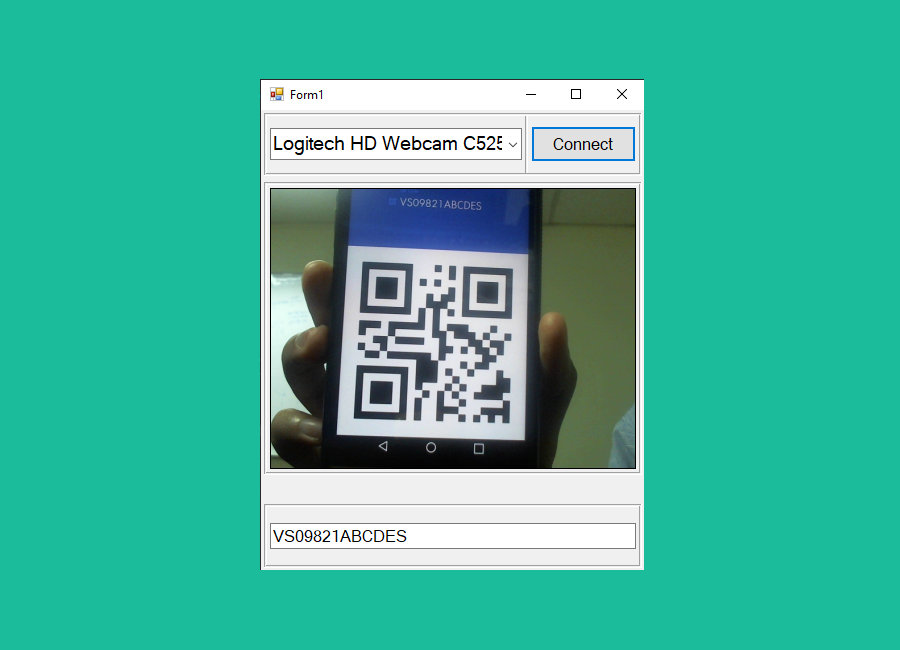 Form1
Logitech HD Webcam C525
Connect
VS09821ABCDES
VS09821ABCDES